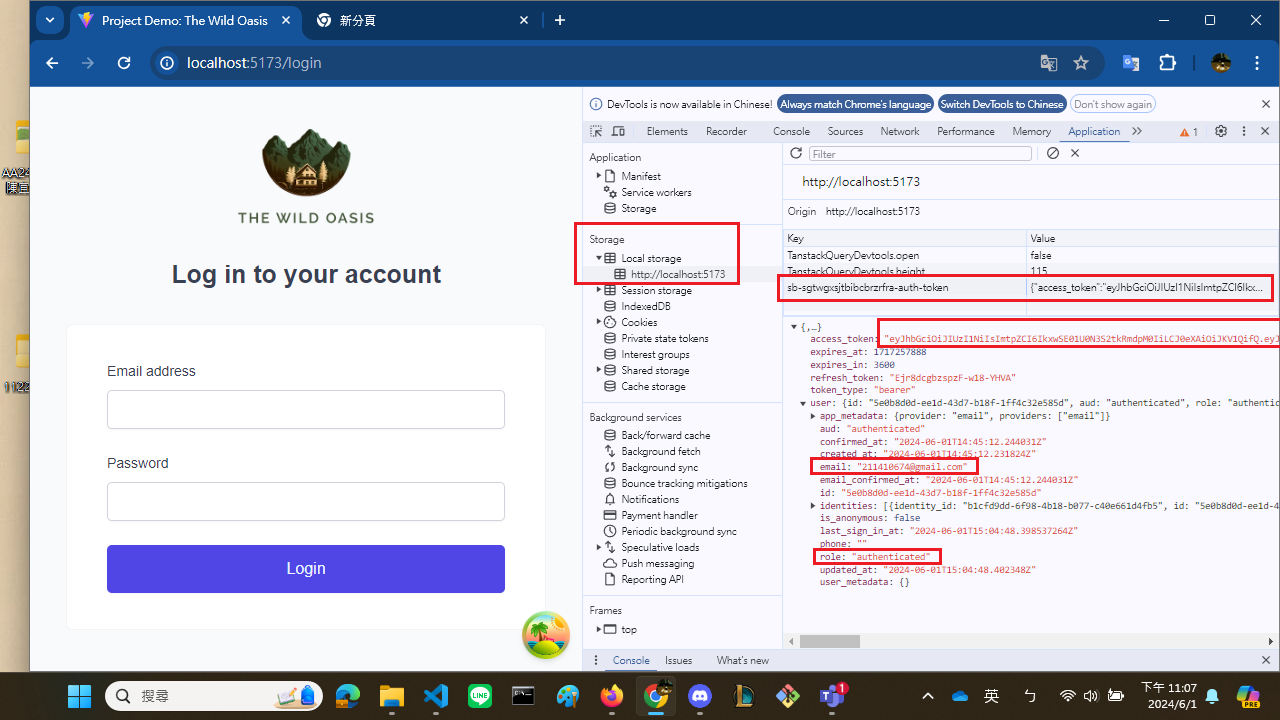 Project Demo: The Wild Oasis
新分頁
localhost:5173/login
THE WILD OASIS
Log in to your account
Email address
Password
Login
DevTools is now available in Chinese!
Always match Chrome's language
Switch DevTools to Chinese
Don't show again
Elements
Recorder
Console
Sources
Network
Performance
Memory
Application
1
Application
Manifest
Service workers
Storage
Storage
Local storage
http://localhost:5173
Session storage
IndexedDB
Cookies
Private state tokens
Interest groups
Shared storage
Cache storage
Background services
Back/forward cache
Background fetch
Background sync
Bounce tracking mitigations
Notifications
Payment handler
Periodic background sync
Speculative loads
Push messaging
Reporting API
Frames
top
Filter
http://localhost:5173
Origin http://localhost:5173
Key Value
TanstackQueryDevtools.open false
TanstackQueryDevtools.height 115
sb-sgtwgxsjtbibcbrzrfra-auth-token {"access_token":"eyJhbGciOiJIUzI1NiIsImtpZCI6Ikx...
{,…}
access_token: "eyJhbGciOiJIUzI1NiIsImtpZCI6IkxwSE01U0N3S2tkRmdpM0IiLCJ0eXAiOiJKV1QifQ.eyJ
expires_at: 1717257888
expires_in: 3600
refresh_token: "Ejr8dcgbzspzF-w18-YHVA"
token_type: "bearer"
user: {id: "5e0b8d0d-ee1d-43d7-b18f-1ff4c32e585d", aud: "authenticated", role: "authentic
app_metadata: {provider: "email", providers: ["email"]}
aud: "authenticated"
confirmed_at: "2024-06-01T14:45:12.244031Z"
created_at: "2024-06-01T14:45:12.231824Z"
email: "211410674@gmail.com"
email_confirmed_at: "2024-06-01T14:45:12.244031Z"
id: "5e0b8d0d-ee1d-43d7-b18f-1ff4c32e585d"
identities: [{identity_id: "b1cfd9dd-6f98-4b18-b077-c40e661d4fb5", id: "5e0b8d0d-ee1d-4
is_anonymous: false
last_sign_in_at: "2024-06-01T15:04:48.398537264Z"
phone: ""
role: "authenticated"
updated_at: "2024-06-01T15:04:48.402348Z"
user_metadata: {}
Console
Issues
What's new
搜尋
1
英
ㄅ
下午 11:07
2024/6/1
PRE